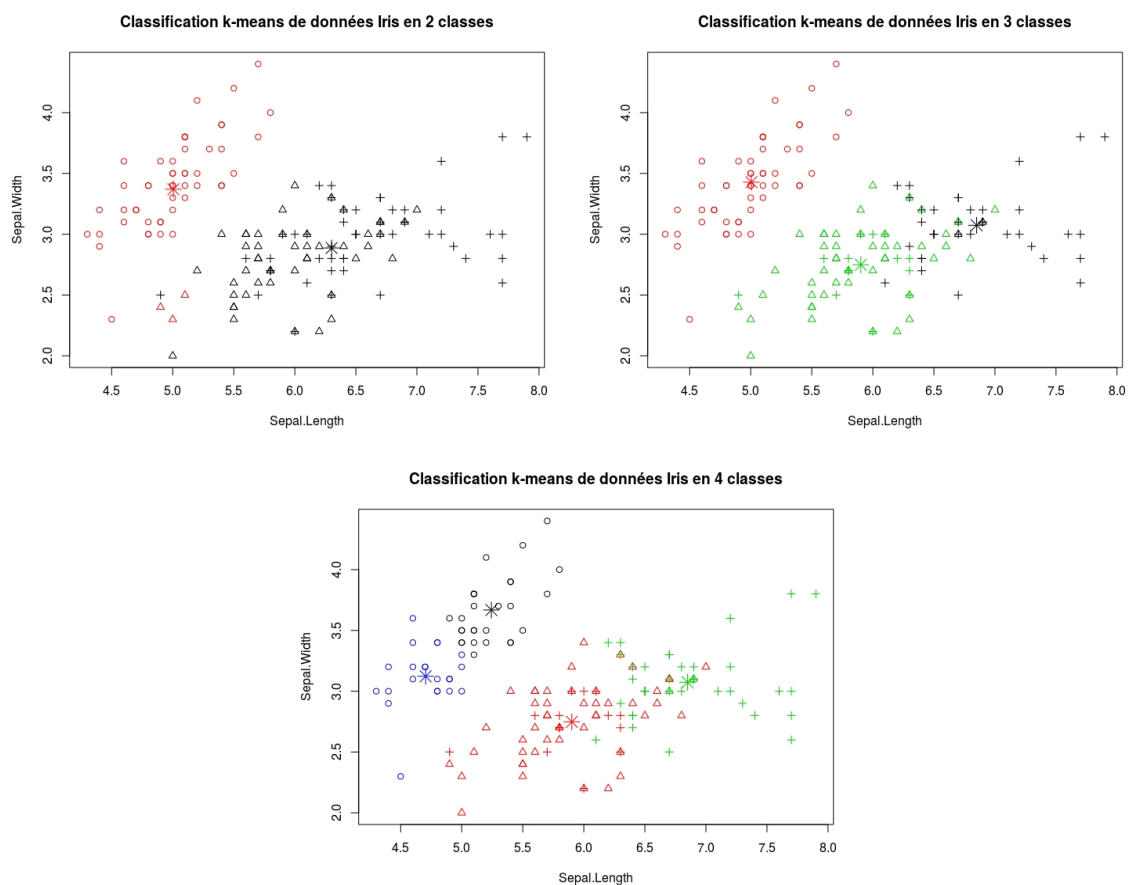 Classification k-means de données Iris en 2 classes
Sepal.Width
4.0
3.5
3.0
2.5
2.0
4.5 5.0 5.5 6.0 6.5 7.0 7.5 8.0
Sepal.Length
Classification k-means de données Iris en 3 classes
Sepal.Width
4.0
3.5
3.0
2.5
2.0
4.5 5.0 5.5 6.0 6.5 7.0 7.5 8.0
Sepal.Length
Classification k-means de données Iris en 4 classes
Sepal.Width
4.0
3.5
3.0
2.5
2.0
4.5 5.0 5.5 6.0 6.5 7.0 7.5 8.0
Sepal.Length